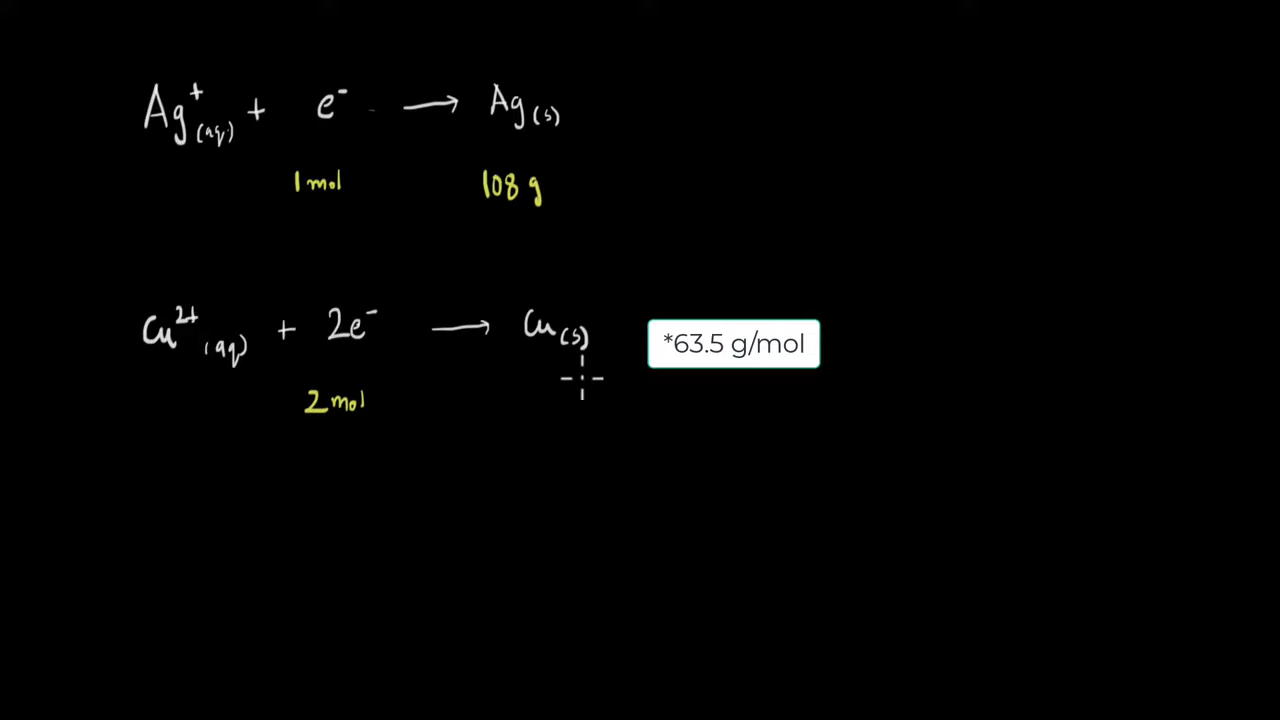 Ag⁺(aq) + e⁻ ⟶ Ag(s)
1 mol 108 g
Cu²⁺(aq) + 2e⁻ ⟶ Cu(s) *63.5 g/mol
2 mol